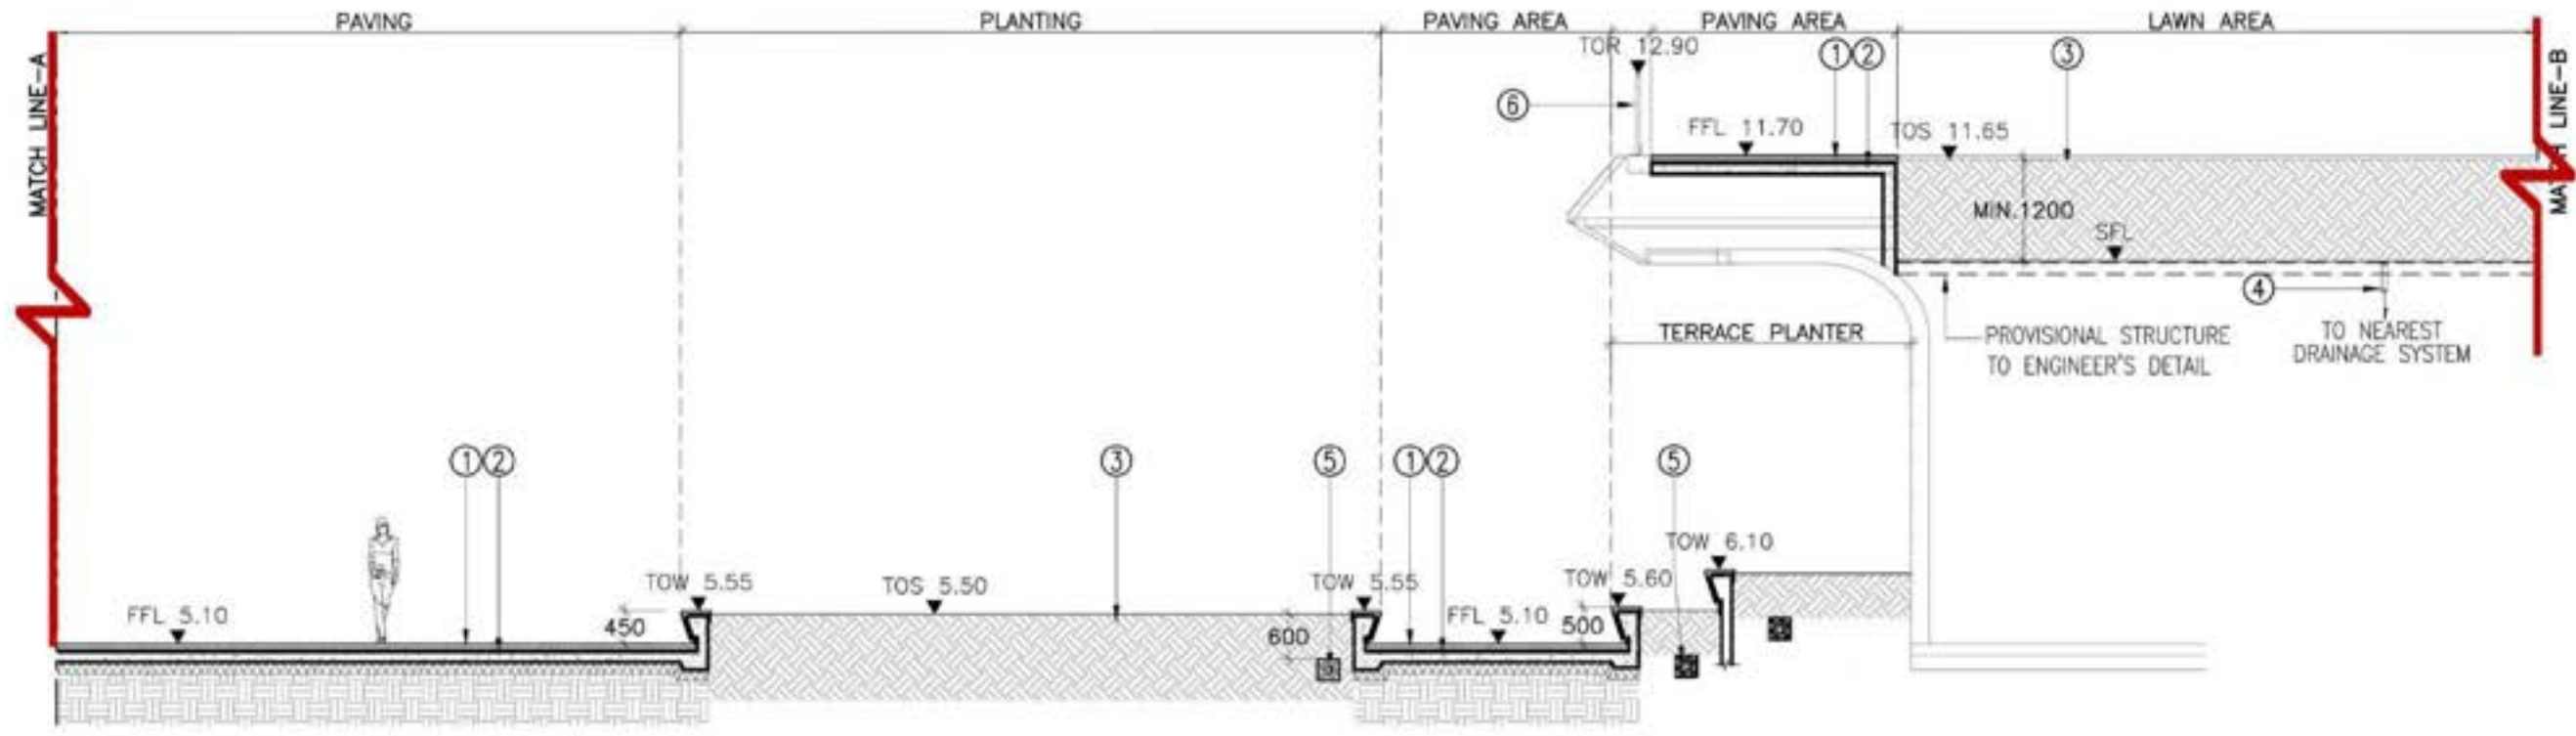 PAVING
PLANTING
PAVING AREA
PAVING AREA
LAWN AREA
MATCH LINE-A
TOR 12.90
1 2
3
MATCH LINE-B
6
FFL 11.70
TOS 11.65
MIN.1200
SFL
4
TERRACE PLANTER
PROVISIONAL STRUCTURE
TO ENGINEER'S DETAIL
TO NEAREST
DRAINAGE SYSTEM
1 2
3
5
1 2
5
TOW 6.10
TOW 5.55
TOS 5.50
TOW 5.55
TOW 5.60
FFL 5.10
450
600
FFL 5.10
500